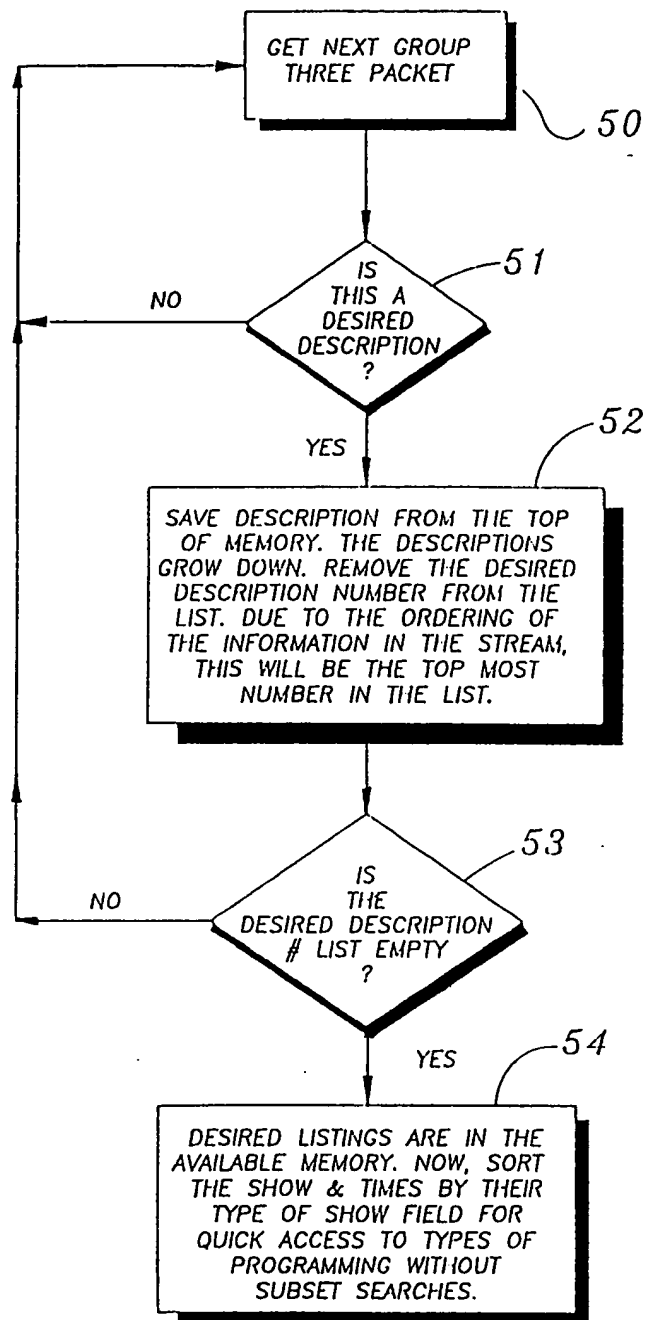 GET NEXT GROUP
THREE PACKET
50
IS
THIS A
DESIRED
DESCRIPTION
?
51
NO
YES
52
SAVE DESCRIPTION FROM THE TOP
OF MEMORY. THE DESCRIPTIONS
GROW DOWN. REMOVE THE DESIRED
DESCRIPTION NUMBER FROM THE
LIST. DUE TO THE ORDERING OF
THE INFORMATION IN THE STREAM,
THIS WILL BE THE TOP MOST
NUMBER IN THE LIST.
53
IS
THE
DESIRED DESCRIPTION
# LIST EMPTY
?
NO
YES
54
DESIRED LISTINGS ARE IN THE
AVAILABLE MEMORY. NOW, SORT
THE SHOW & TIMES BY THEIR
TYPE OF SHOW FIELD FOR
QUICK ACCESS TO TYPES OF
PROGRAMMING WITHOUT
SUBSET SEARCHES.